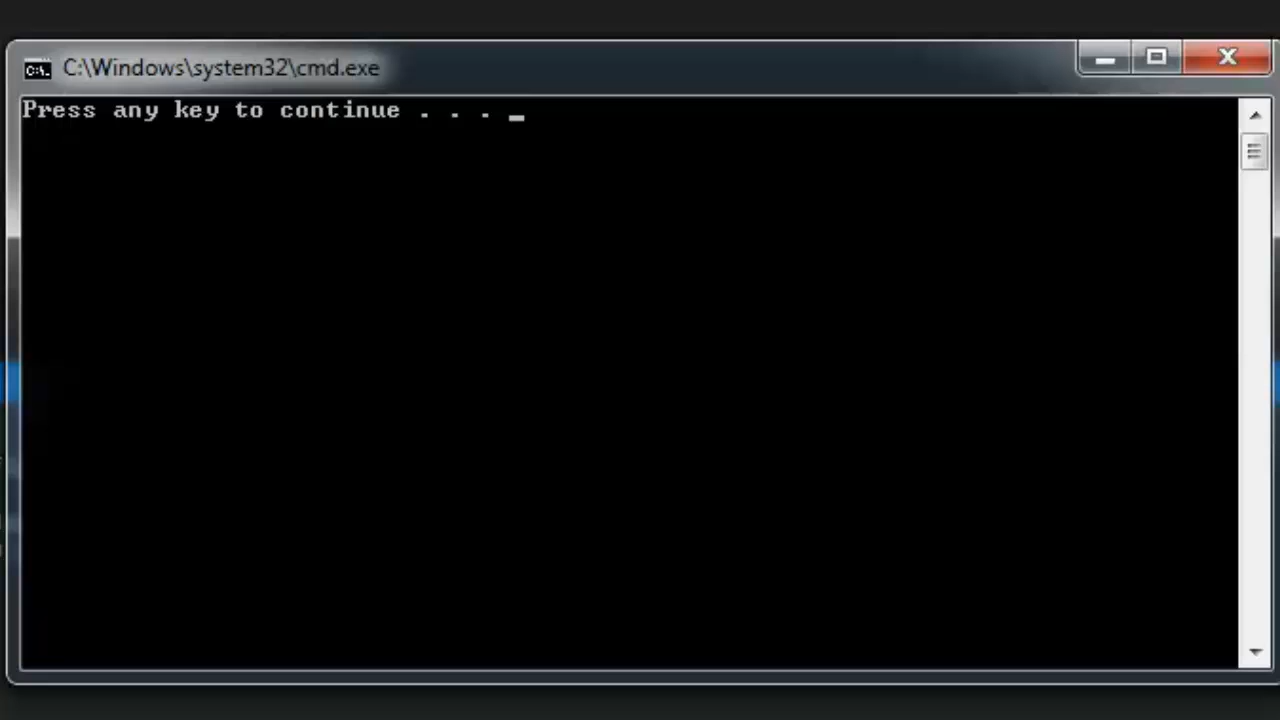 C:\Windows\system32\cmd.exe
Press any key to continue . . .